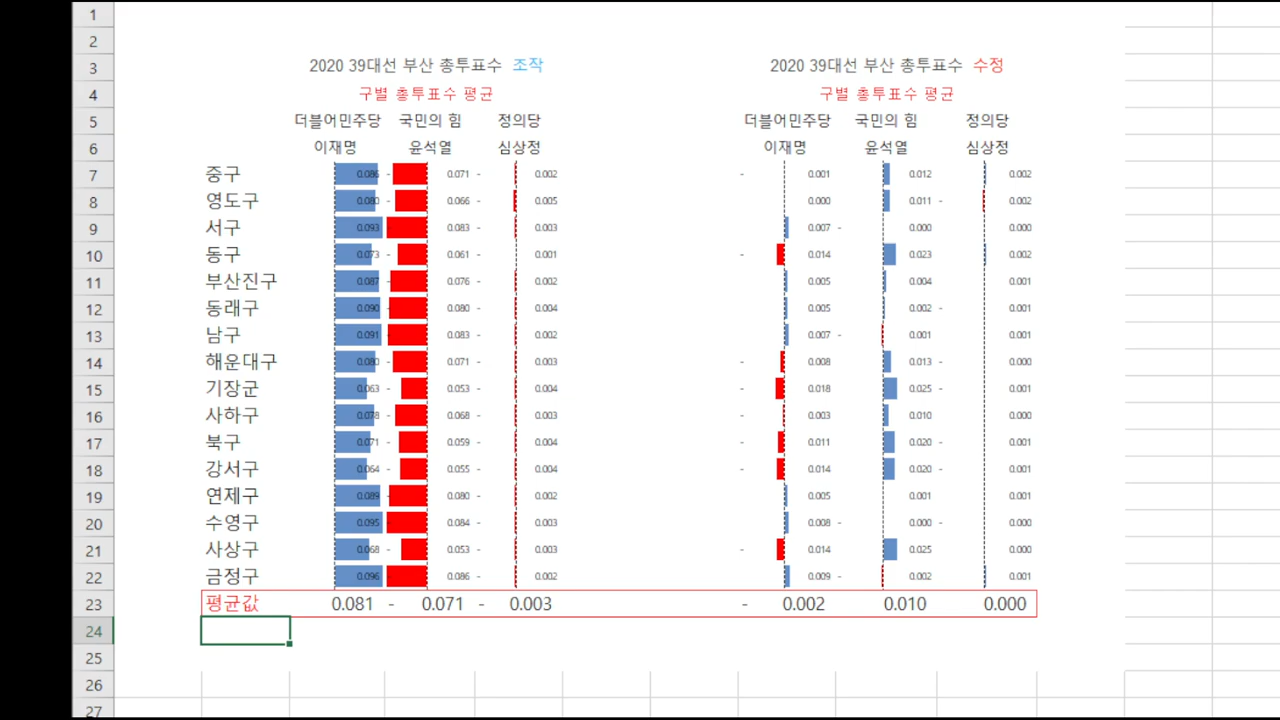 1
2
3 2020 39대선 부산 총투표수 조작 2020 39대선 부산 총투표수 수정
4 구별 총투표수 평균 구별 총투표수 평균
5 더블어민주당 국민의 힘 정의당 더블어민주당 국민의 힘 정의당
6 이재명 윤석열 심상정 이재명 윤석열 심상정
7 중구 0.086 - 0.071 - 0.002 - 0.001 0.012 0.002
8 영도구 0.080 - 0.066 - 0.005 0.000 0.011 - 0.002
9 서구 0.093 - 0.083 - 0.003 0.007 - 0.000 0.000
10 동구 0.073 - 0.061 - 0.001 - 0.014 0.023 0.002
11 부산진구 0.087 - 0.076 - 0.002 0.005 0.004 0.001
12 동래구 0.090 - 0.080 - 0.004 0.005 0.002 - 0.001
13 남구 0.091 - 0.083 - 0.002 0.007 - 0.001 0.001
14 해운대구 0.080 - 0.071 - 0.003 - 0.008 0.013 - 0.000
15 기장군 0.063 - 0.053 - 0.004 - 0.018 0.025 - 0.001
16 사하구 0.078 - 0.068 - 0.003 - 0.003 0.010 0.000
17 북구 0.071 - 0.059 - 0.004 - 0.011 0.020 - 0.001
18 강서구 0.064 - 0.055 - 0.004 - 0.014 0.020 - 0.001
19 연제구 0.089 - 0.080 - 0.002 0.005 0.001 0.001
20 수영구 0.095 - 0.084 - 0.003 0.008 - 0.000 - 0.000
21 사상구 0.068 - 0.053 - 0.003 - 0.014 0.025 0.000
22 금정구 0.096 - 0.086 - 0.002 0.009 - 0.002 0.001
23 평균값 0.081 - 0.071 - 0.003 - 0.002 0.010 0.000
24
25
26
27